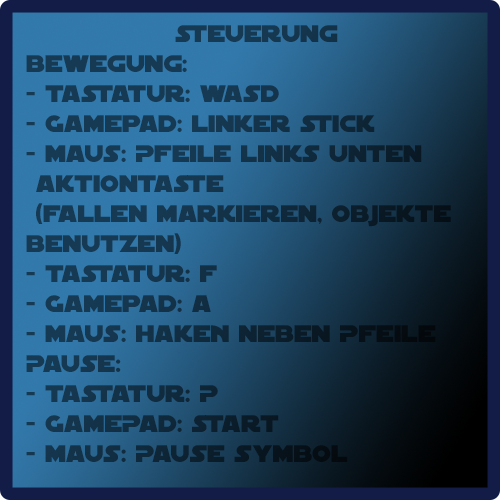 STEUERUNG
BEWEGUNG:
- TASTATUR: WASD
- GAMEPAD: LINKER STICK
- MAUS: PFEILE LINKS UNTEN
AKTIONTASTE
(FALLEN MARKIEREN, OBJEKTE
BENUTZEN)
- TASTATUR: F
- GAMEPAD: A
- MAUS: HAKEN NEBEN PFEILE
PAUSE:
- TASTATUR: P
- GAMEPAD: START
- MAUS: PAUSE SYMBOL